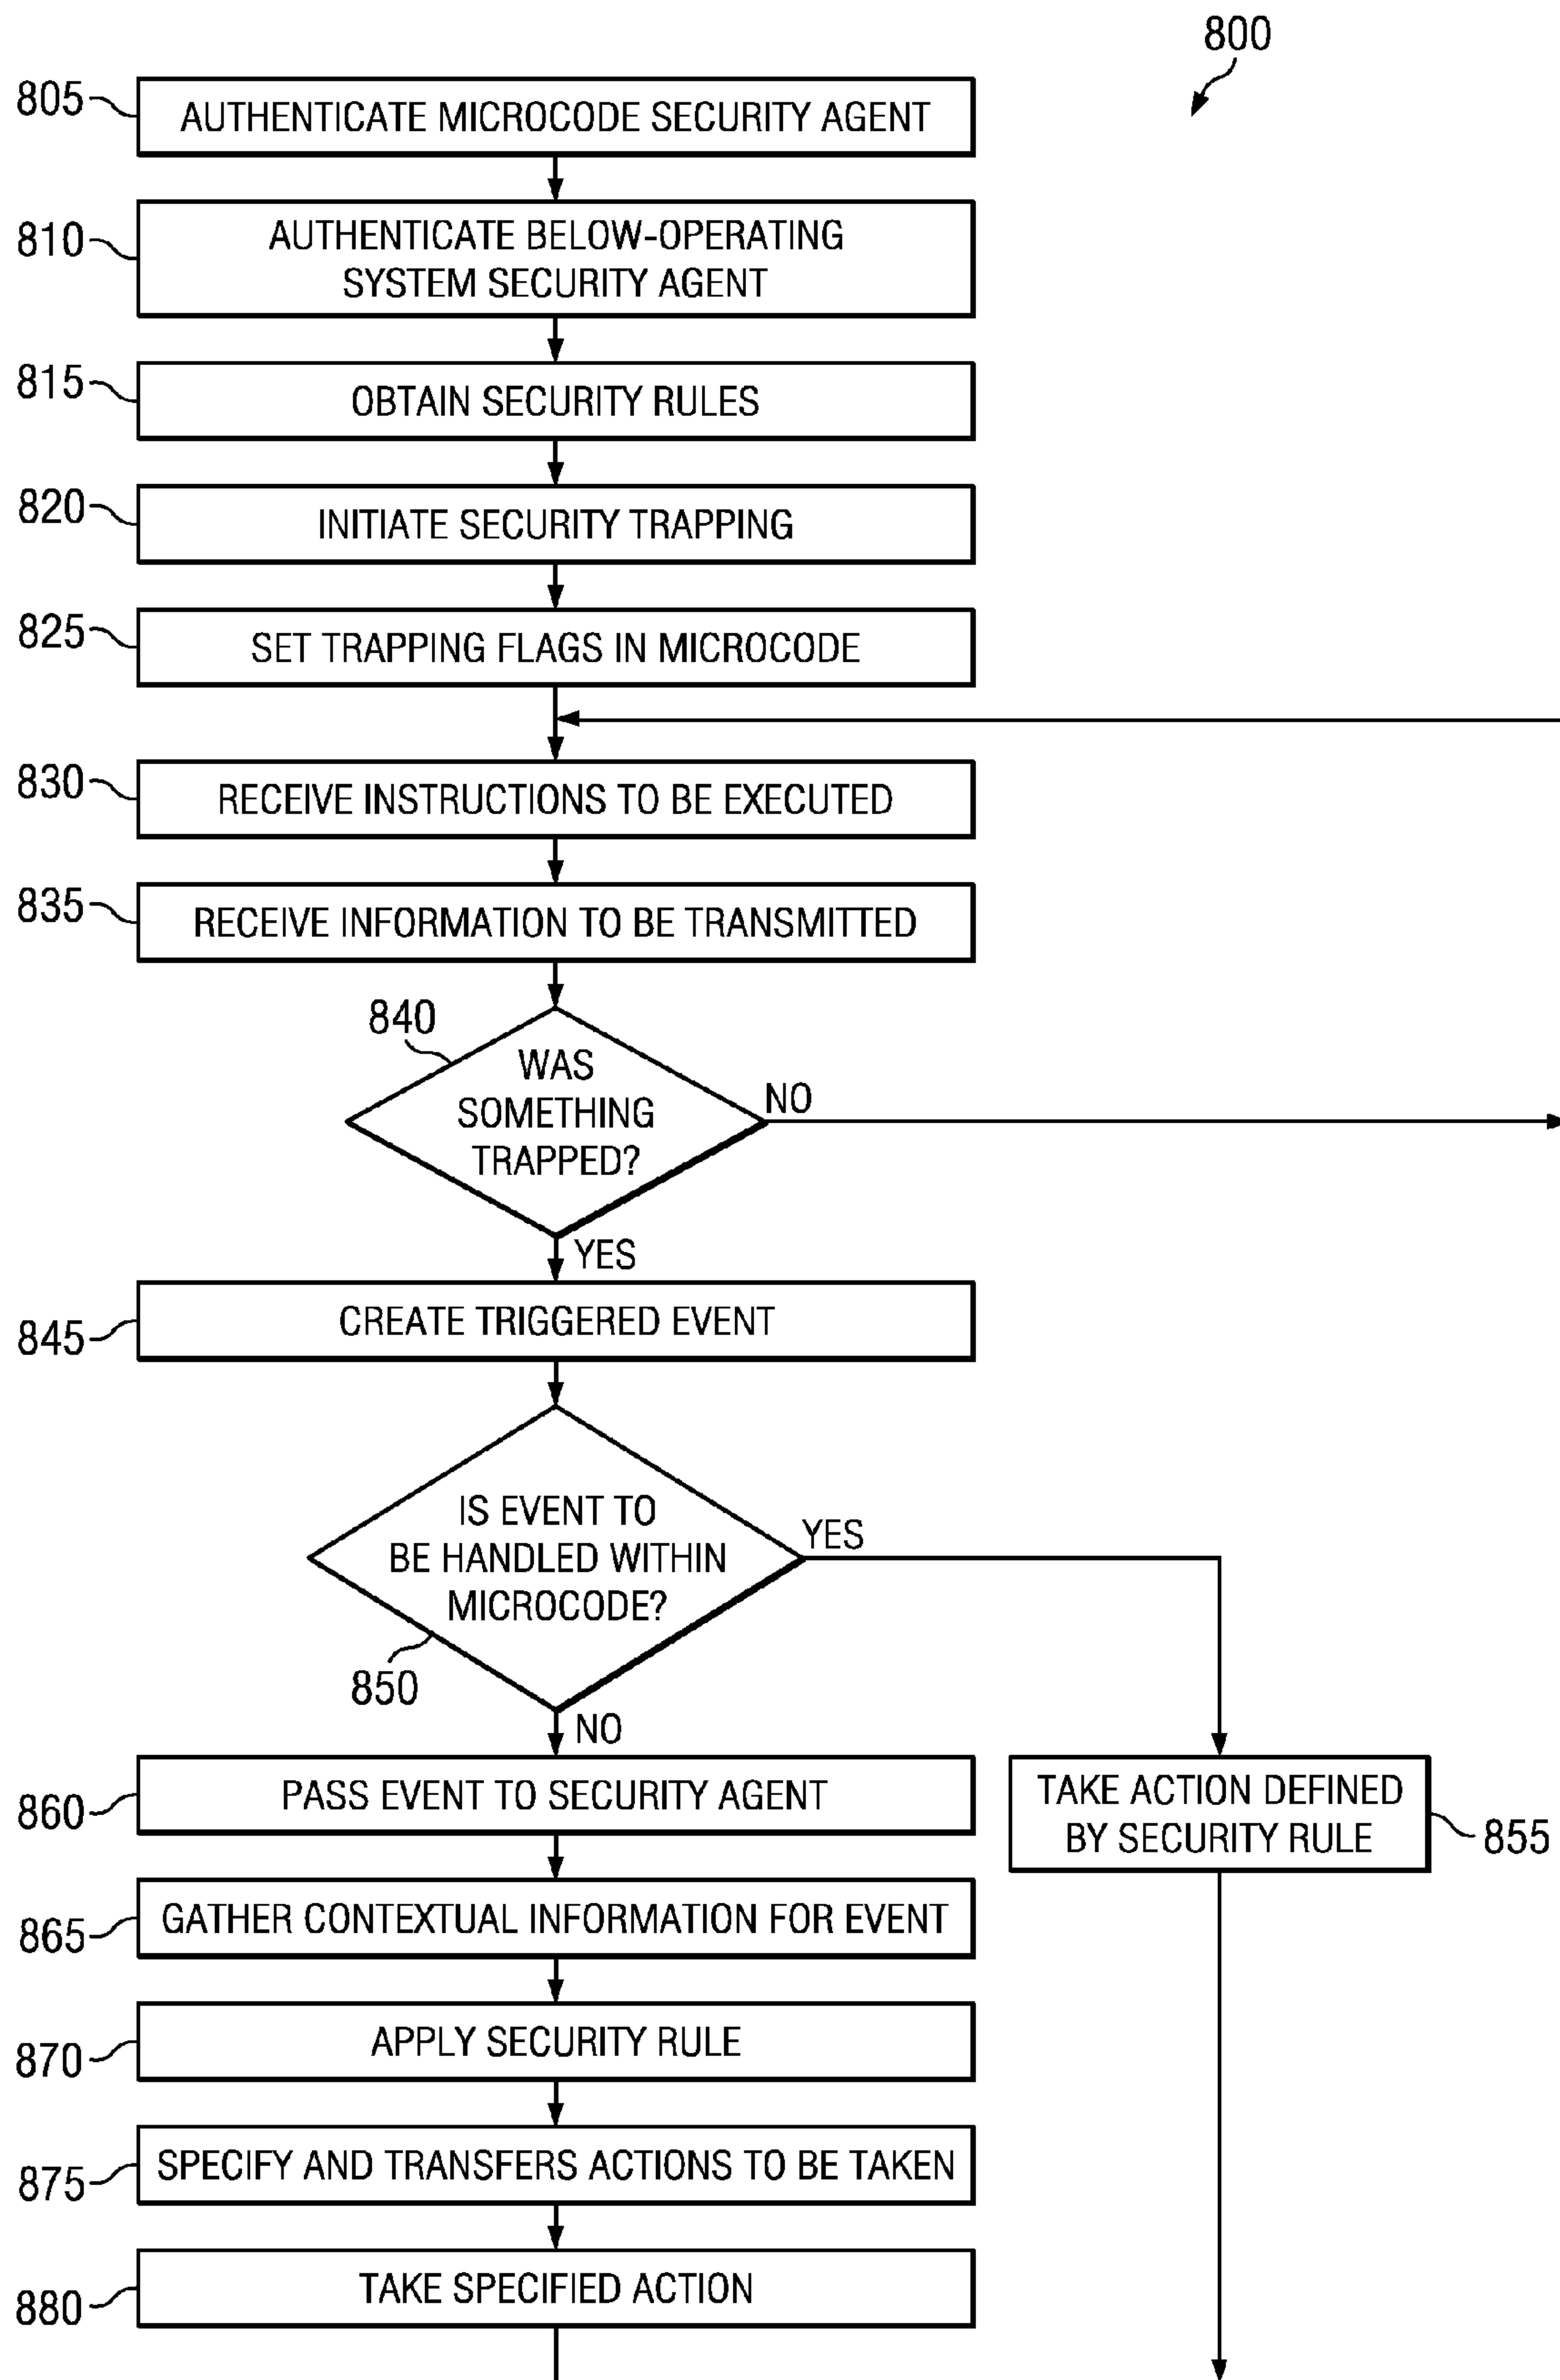 800
805
AUTHENTICATE MICROCODE SECURITY AGENT
810
AUTHENTICATE BELOW-OPERATING
SYSTEM SECURITY AGENT
815
OBTAIN SECURITY RULES
820
INITIATE SECURITY TRAPPING
825
SET TRAPPING FLAGS IN MICROCODE
830
RECEIVE INSTRUCTIONS TO BE EXECUTED
835
RECEIVE INFORMATION TO BE TRANSMITTED
840
WAS
SOMETHING
TRAPPED?
NO
YES
845
CREATE TRIGGERED EVENT
IS EVENT TO
BE HANDLED WITHIN
MICROCODE?
YES
850
NO
860
PASS EVENT TO SECURITY AGENT
TAKE ACTION DEFINED
BY SECURITY RULE
855
865
GATHER CONTEXTUAL INFORMATION FOR EVENT
870
APPLY SECURITY RULE
875
SPECIFY AND TRANSFERS ACTIONS TO BE TAKEN
880
TAKE SPECIFIED ACTION